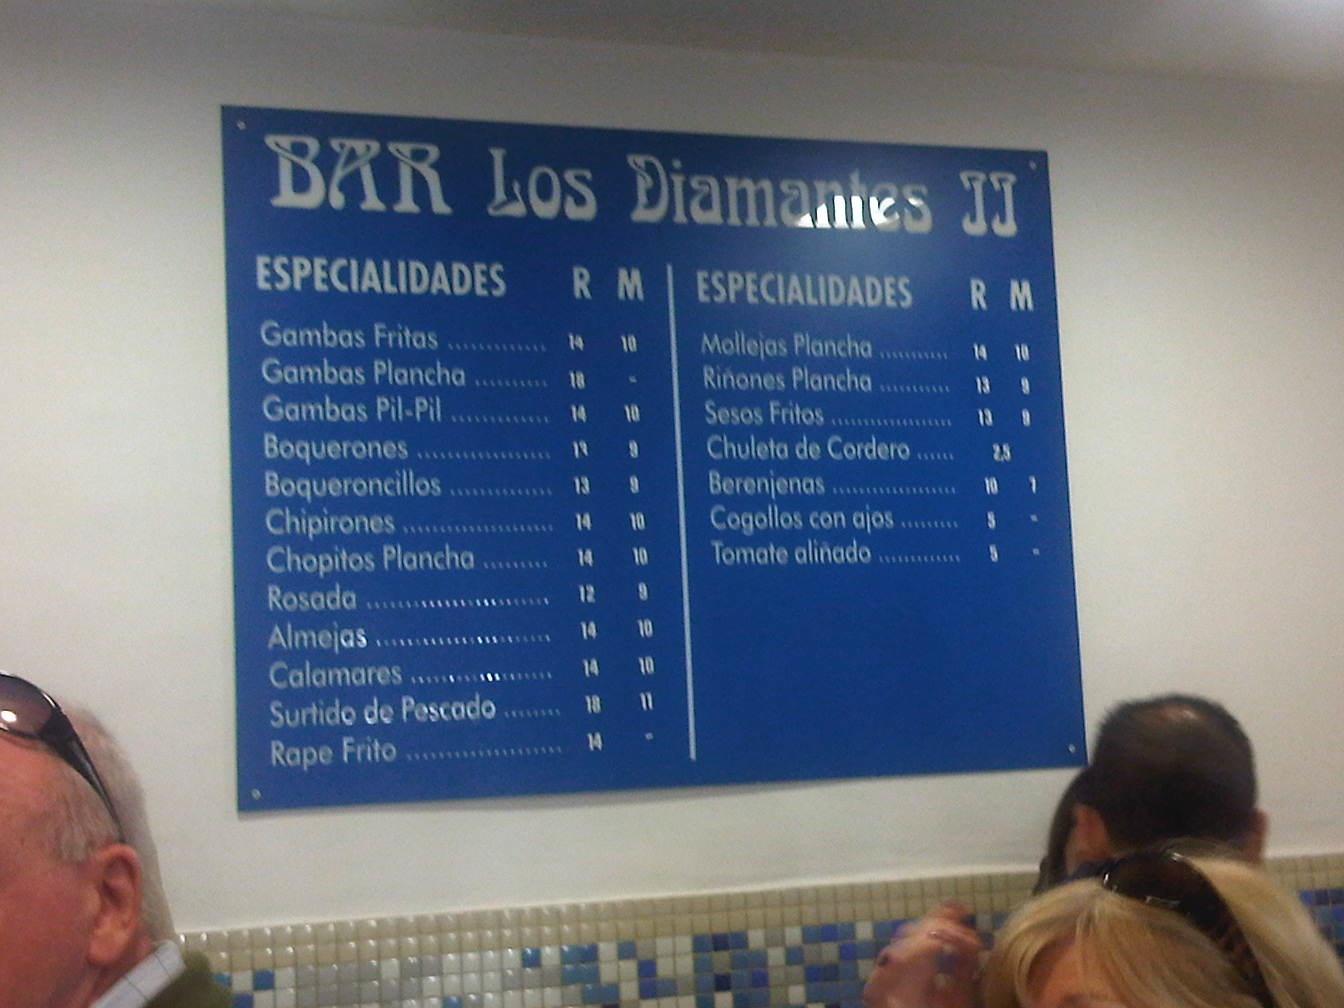 BAR Los Diamantes II
ESPECIALIDADES R M
Gambas Fritas ............. 14 10
Gambas Plancha .......... 18 -
Gambas Pil-Pil ............. 14 10
Boquerones .................. 13 9
Boqueroncillos .............. 13 9
Chipirones .................... 14 10
Chopitos Plancha ......... 14 10
Rosada ........................ 12 9
Almejas ....................... 14 10
Calamares ................... 14 10
Surtido de Pescado ........ 18 11
Rape Frito .................... 14 -
ESPECIALIDADES R M
Mollejas Plancha .......... 14 10
Riñones Plancha .......... 13 9
Sesos Fritos .................. 13 9
Chuleta de Cordero ...... 2,5
Berenjenas .................. 10 7
Cogollos con ajos ......... 5 -
Tomate aliñado ............ 5 -